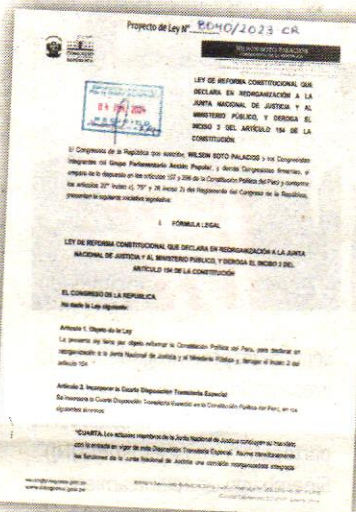 Proyecto de Ley N° 8040/2023-CR
WILSON SOTO PALACIOS
LEY DE REFORMA CONSTITUCIONAL QUE
DECLARA EN REORGANIZACIÓN A LA
JUNTA NACIONAL DE JUSTICIA Y AL
MINISTERIO PÚBLICO, Y DEROGA EL
INCISO 2 DEL ARTÍCULO 154 DE LA
CONSTITUCIÓN
El Congresista de la República que suscribe, WILSON SOTO PALACIOS y los Congresistas
integrantes del Grupo Parlamentario Acción Popular, y demás Congresistas firmantes, al
amparo de lo dispuesto en los artículos 107 y 206 de la Constitución Política del Perú y conforme
los artículos 22° inciso c), 75° y 76 inciso 2) del Reglamento del Congreso de la República,
presentan la siguiente iniciativa legislativa:
I. FÓRMULA LEGAL
LEY DE REFORMA CONSTITUCIONAL QUE DECLARA EN REORGANIZACIÓN A LA JUNTA
NACIONAL DE JUSTICIA Y AL MINISTERIO PÚBLICO, Y DEROGA EL INCISO 2 DEL
ARTÍCULO 154 DE LA CONSTITUCIÓN
EL CONGRESO DE LA REPÚBLICA,
Ha dado la Ley siguiente:
Artículo 1. Objeto de la Ley
La presente ley tiene por objeto reformar la Constitución Política del Perú, para declarar en
reorganización a la Junta Nacional de Justicia y al Ministerio Público y, derogar el inciso 2 del
artículo 154
Artículo 2. Incorporar la Cuarta Disposición Transitoria Especial
Se incorpora la Cuarta Disposición Transitoria Especial en la Constitución Política del Perú, en los
siguientes términos
"CUARTA. Los actuales miembros de la Junta Nacional de Justicia concluyen su mandato
con la entrada en vigor de esta Disposición Transitoria Especial. Asume transitoriamente
las funciones de la Junta Nacional de Justicia una comisión reorganizadora integrada